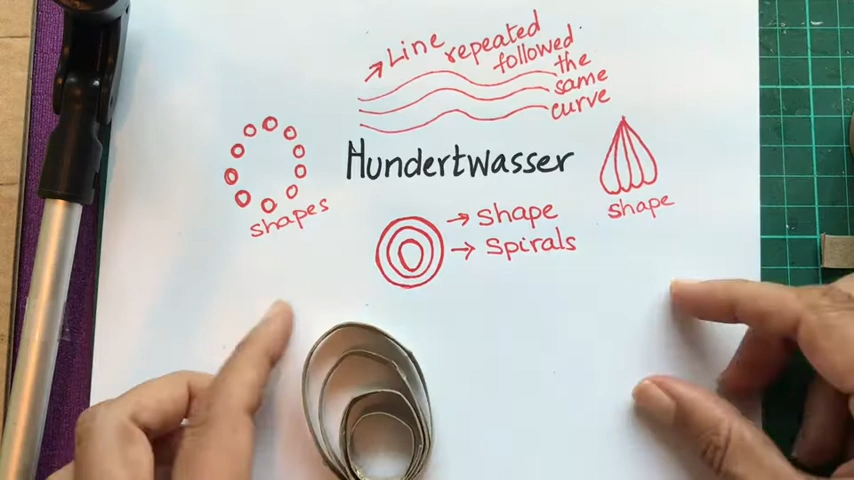 Line repeated
followed
the
same
curve
Hundertwasser
shapes
shape
Shape
Spirals